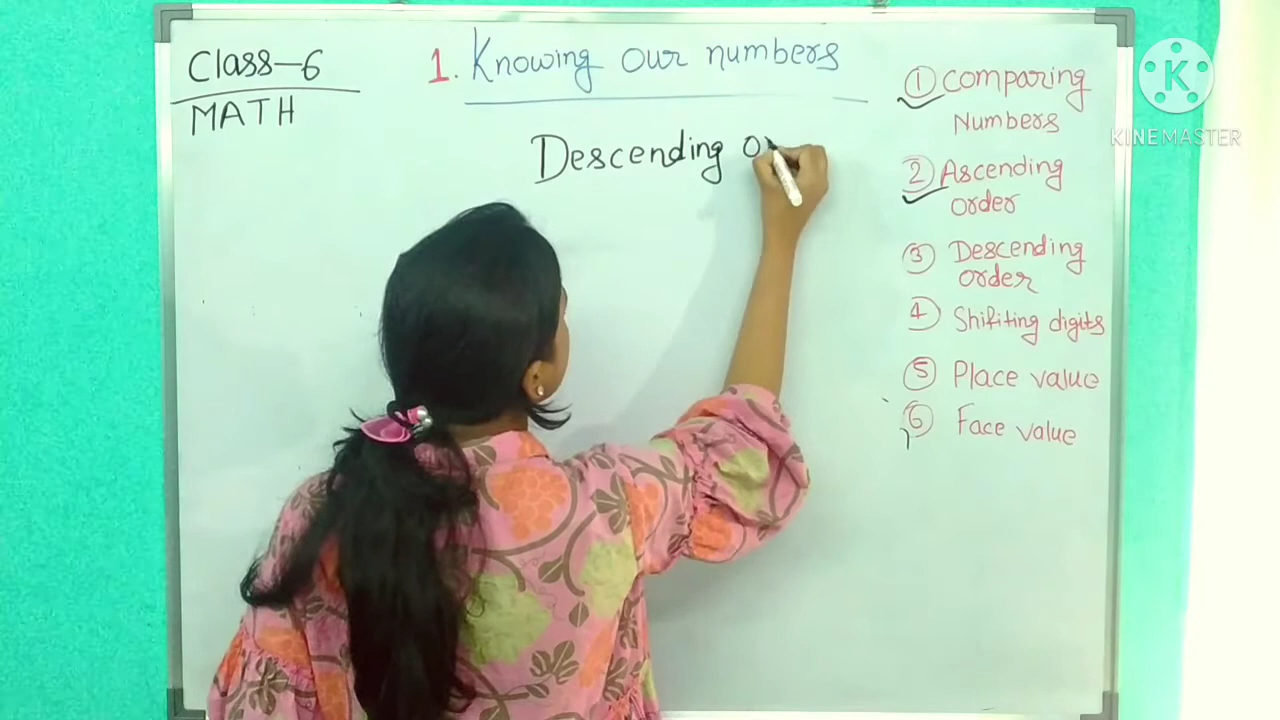 Class-6
MATH
1. Knowing our numbers
Descending or
① Comparing
Numbers
② Ascending
order
③ Descending
order
④ Shifiting digits
⑤ Place value
⑥ Face value
K
KINEMASTER